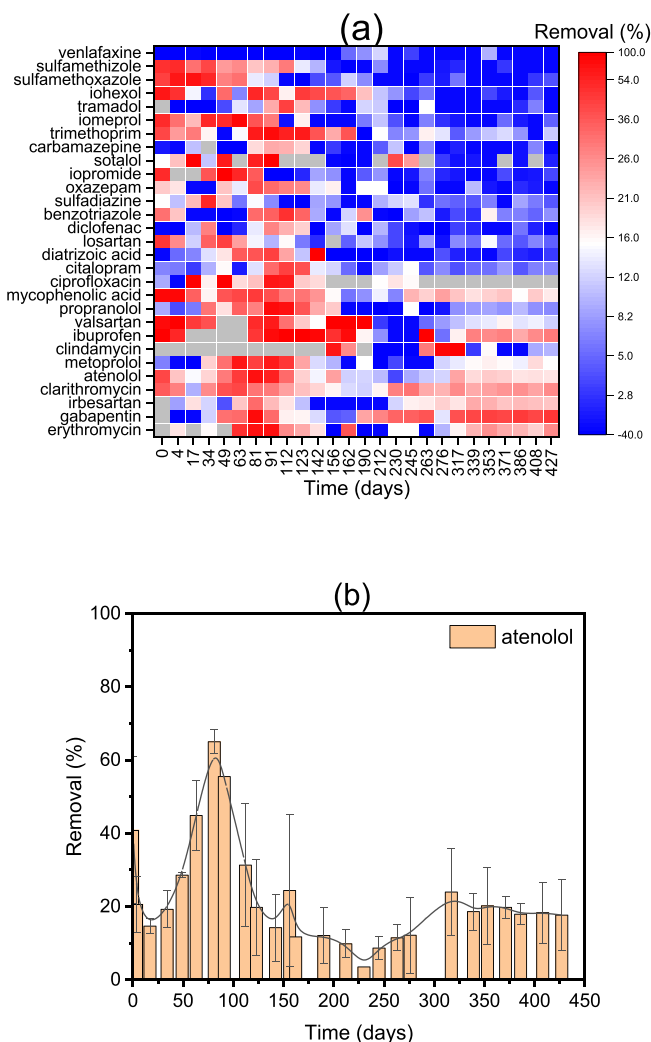 (a)
Removal (%)
venlafaxine
sulfamethizole
sulfamethoxazole
iohexol
tramadol
iomeprol
trimethoprim
carbamazepine
sotalol
iopromide
oxazepam
sulfadiazine
benzotriazole
diclofenac
losartan
diatrizoic acid
citalopram
ciprofloxacin
mycophenolic acid
propranolol
valsartan
ibuprofen
clindamycin
metoprolol
atenolol
clarithromycin
irbesartan
gabapentin
erythromycin
100.0
54.0
36.0
26.0
21.0
16.0
12.0
8.2
5.0
2.8
-40.0
0 4 17 34 49 63 81 91 112 123 142 156 162 190 212 230 245 263 276 317 339 353 371 386 408 427
Time (days)
(b)
atenolol
Removal (%)
100
80
60
40
20
0
0 50 100 150 200 250 300 350 400 450
Time (days)